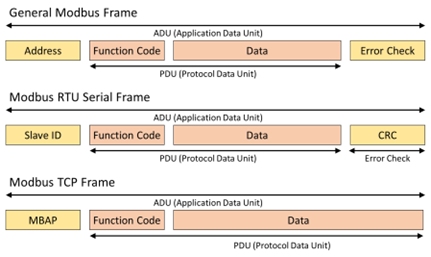 General Modbus Frame
ADU (Application Data Unit)
Address Function Code Data Error Check
PDU (Protocol Data Unit)
Modbus RTU Serial Frame
ADU (Application Data Unit)
Slave ID Function Code Data CRC
PDU (Protocol Data Unit) Error Check
Modbus TCP Frame
ADU (Application Data Unit)
MBAP Function Code Data
PDU (Protocol Data Unit)